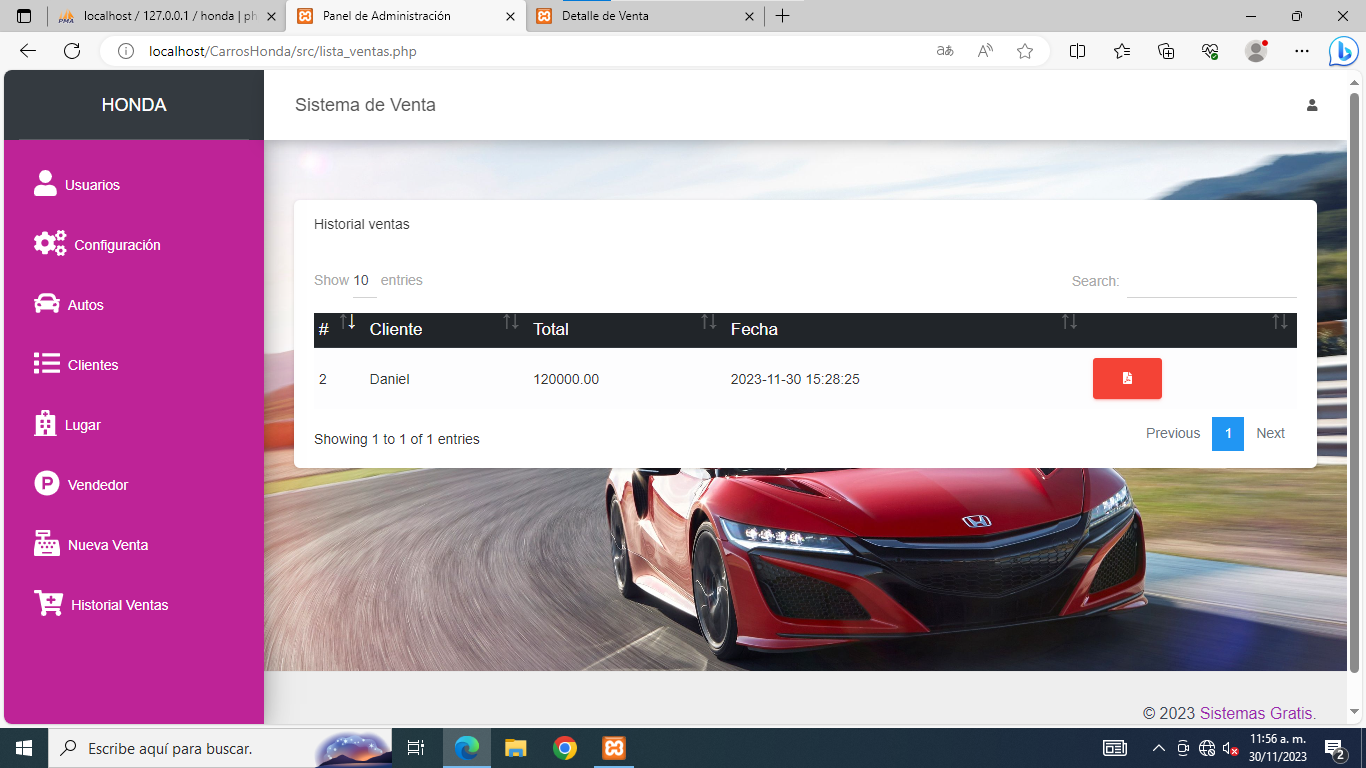 localhost / 127.0.0.1 / honda | ph
Panel de Administración
Detalle de Venta
localhost/CarrosHonda/src/lista_ventas.php
HONDA
Sistema de Venta
Usuarios
Configuración
Autos
Clientes
Lugar
Vendedor
Nueva Venta
Historial Ventas
Historial ventas
Show 10 entries
Search:
# Cliente Total Fecha
2 Daniel 120000.00 2023-11-30 15:28:25
Showing 1 to 1 of 1 entries
Previous 1 Next
© 2023 Sistemas Gratis.
Escribe aquí para buscar.
11:56 a. m.
30/11/2023
2